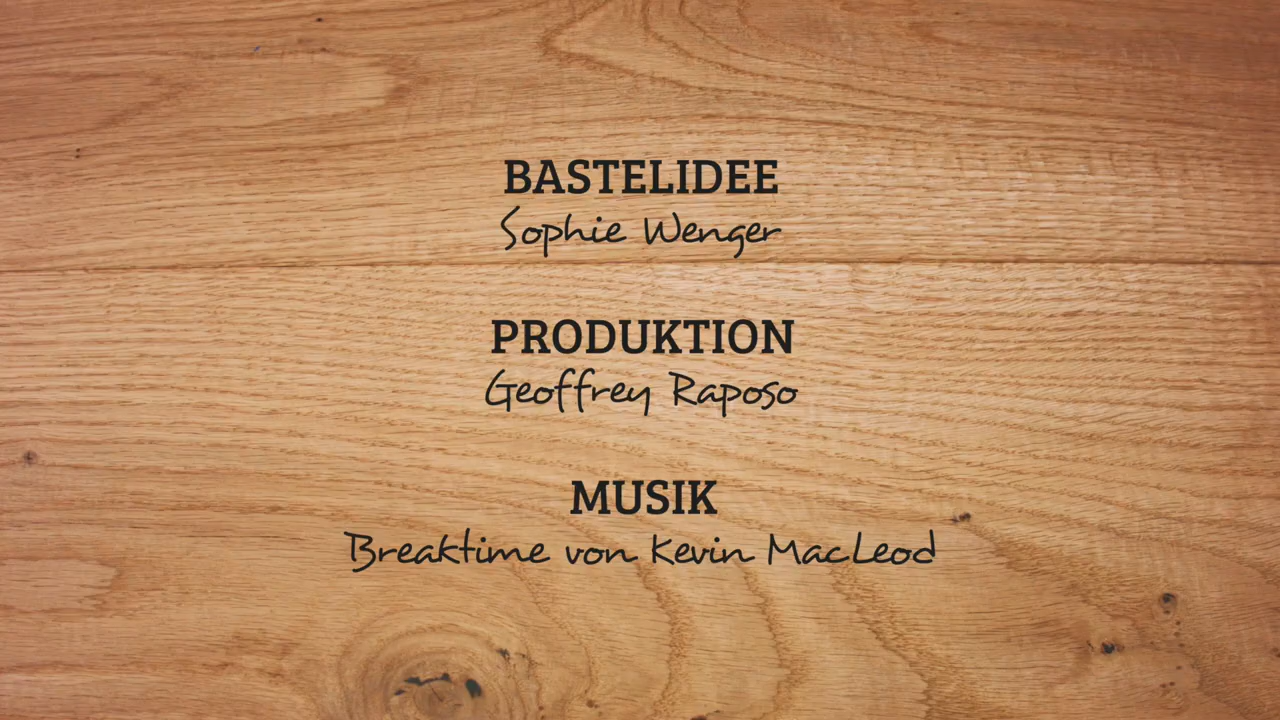 BASTELIDEE
Sophie Wenger
PRODUKTION
Geoffrey Raposo
MUSIK
Breaktime von Kevin MacLeod